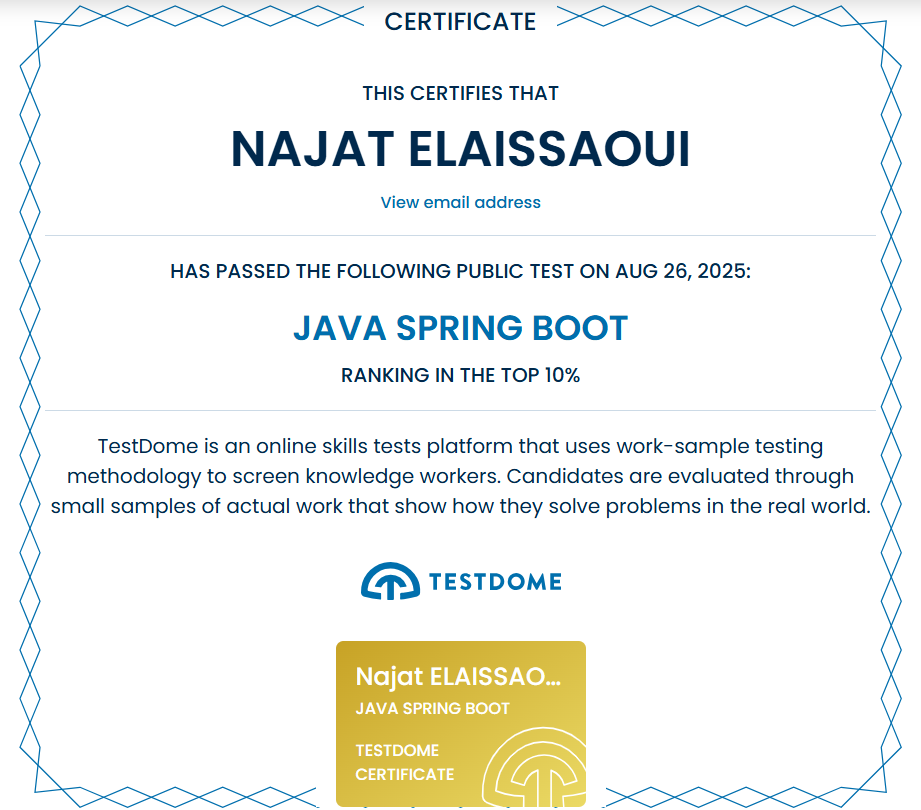 CERTIFICATE
THIS CERTIFIES THAT
NAJAT ELAISSAOUI
View email address
HAS PASSED THE FOLLOWING PUBLIC TEST ON AUG 26, 2025:
JAVA SPRING BOOT
RANKING IN THE TOP 10%
TestDome is an online skills tests platform that uses work-sample testing
methodology to screen knowledge workers. Candidates are evaluated through
small samples of actual work that show how they solve problems in the real world.
TESTDOME
Najat ELAISSAO...
JAVA SPRING BOOT
TESTDOME
CERTIFICATE